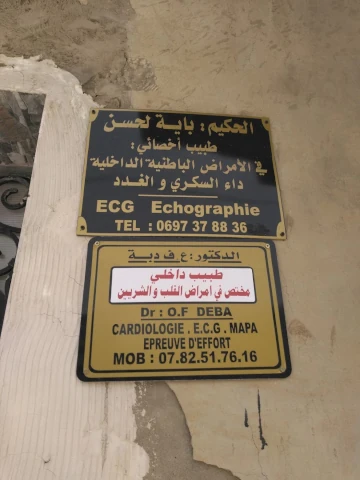 الحكيم: باية لحسن
طبيب أخصائي:
في الأمراض الباطنية الداخلية
داء السكري و الغدد
ECG Echographie
TEL : 0697 37 88 36
الدكتور: ع ف دبة
طبيب داخلي
مختص في أمراض القلب و الشريين
Dr : O.F DEBA
CARDIOLOGIE . E.C.G. MAPA
EPREUVE D'EFFORT
MOB : 07.82.51.76.16